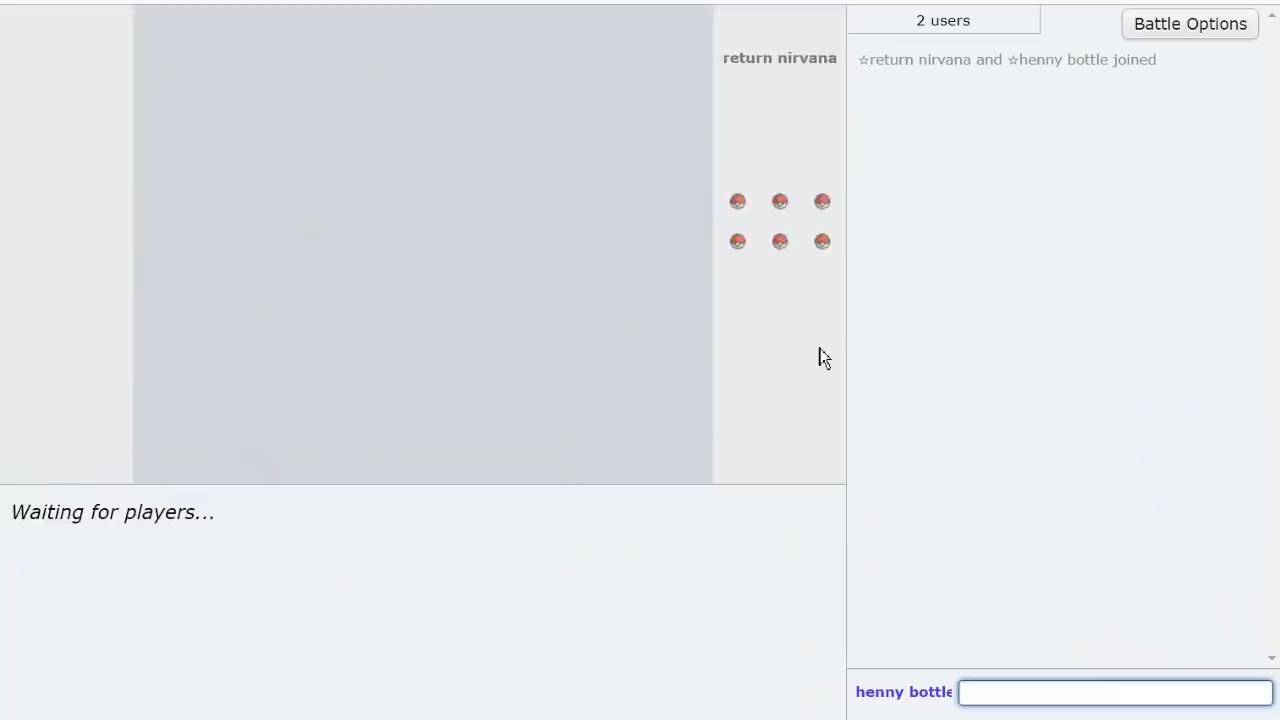 2 users
Battle Options
return nirvana
☆return nirvana and ☆henny bottle joined
Waiting for players...
henny bottle